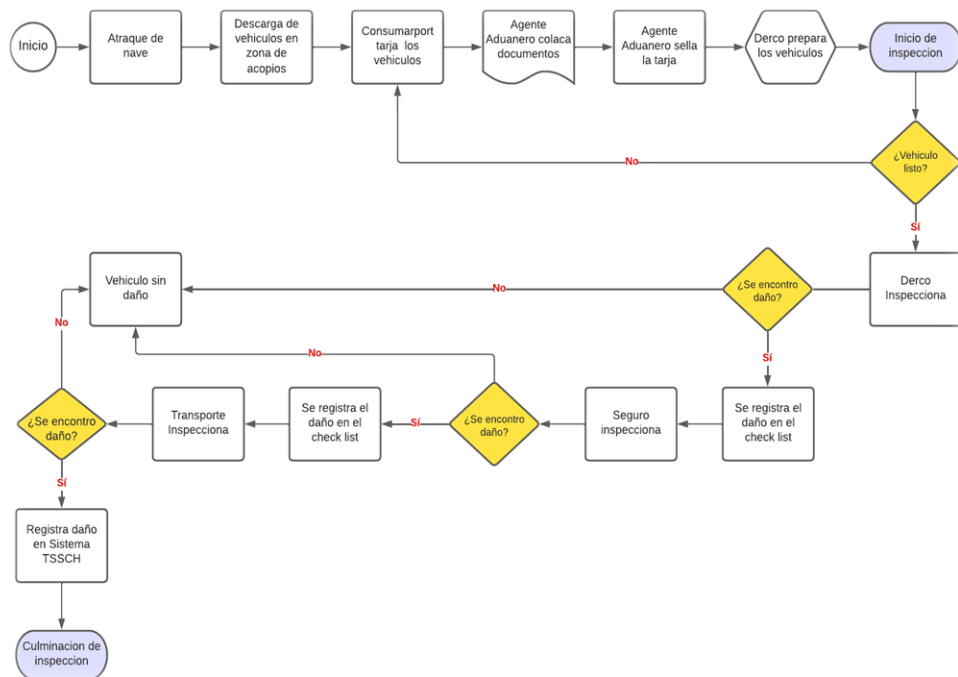 Inicio
Atraque de
nave
Descarga de
vehiculos en
zona de
acopios
Consumarport
tarja los
vehiculos
Agente
Aduanero colaca
documentos
Agente
Aduanero sella
la tarja
Derco prepara
los vehiculos
Inicio de
inspeccion
¿Vehiculo
listo?
No
Sí
Derco
Inspecciona
¿Se encontro
daño?
No
Vehiculo sin
daño
Sí
Se registra el
daño en el
check list
Seguro
inspecciona
¿Se encontro
daño?
No
Sí
Se registra el
daño en el
check list
Transporte
Inspecciona
¿Se encontro
daño?
No
Sí
Registra daño
en Sistema
TSSCH
Culminacion de
inspeccion